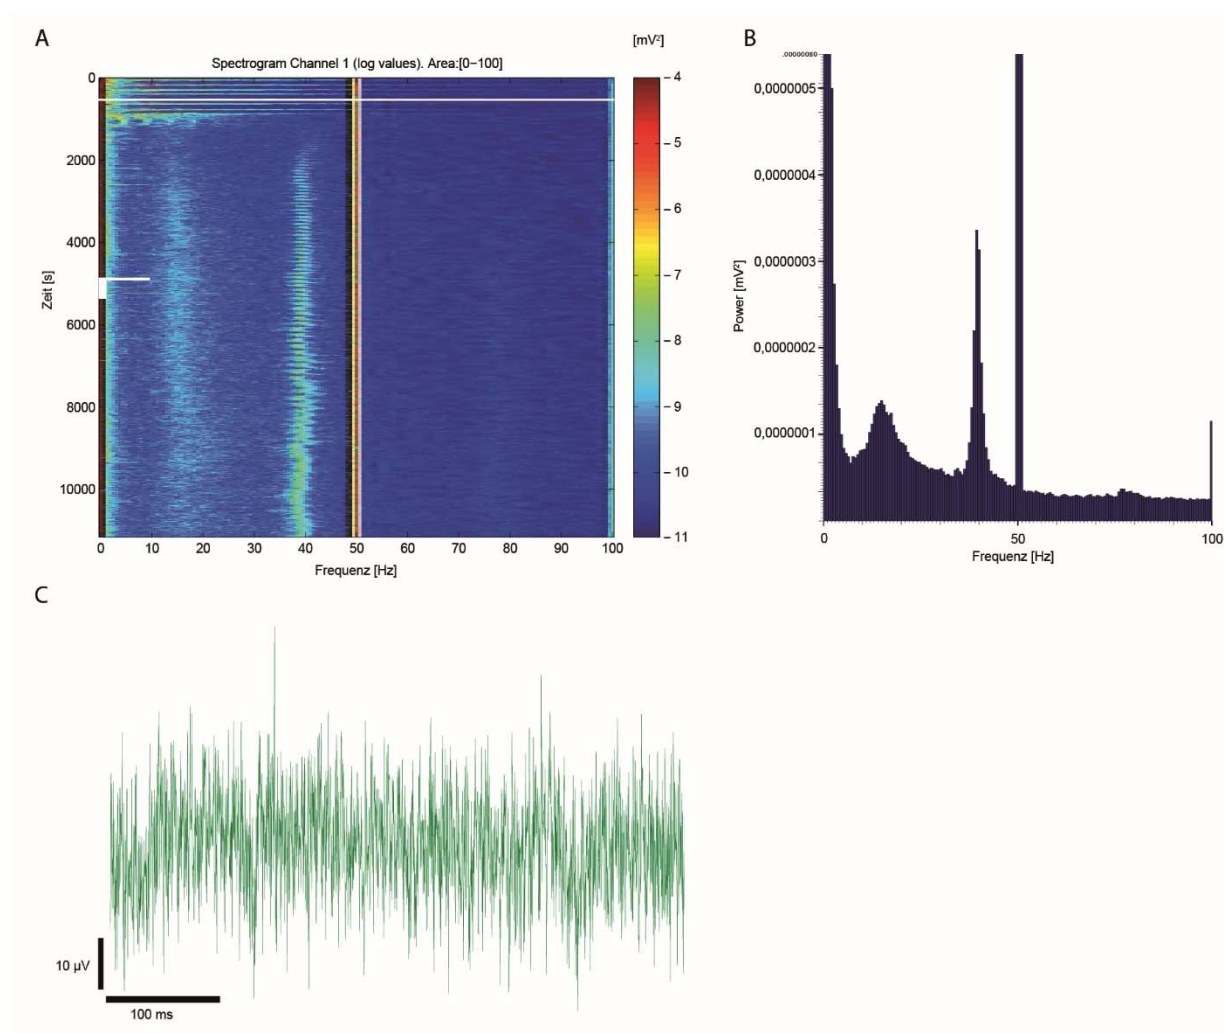 A
Spectrogram Channel 1 (log values). Area:[0−100]
[mV²]
0
2000
4000
6000
8000
10000
Zeit [s]
0 10 20 30 40 50 60 70 80 90 100
Frequenz [Hz]
−4
−5
−6
−7
−8
−9
−10
−11
B
.00000060
0,0000005
0,0000004
0,0000003
0,0000002
0,0000001
Power [mV²]
0 50 100
Frequenz [Hz]
C
10 µV
100 ms